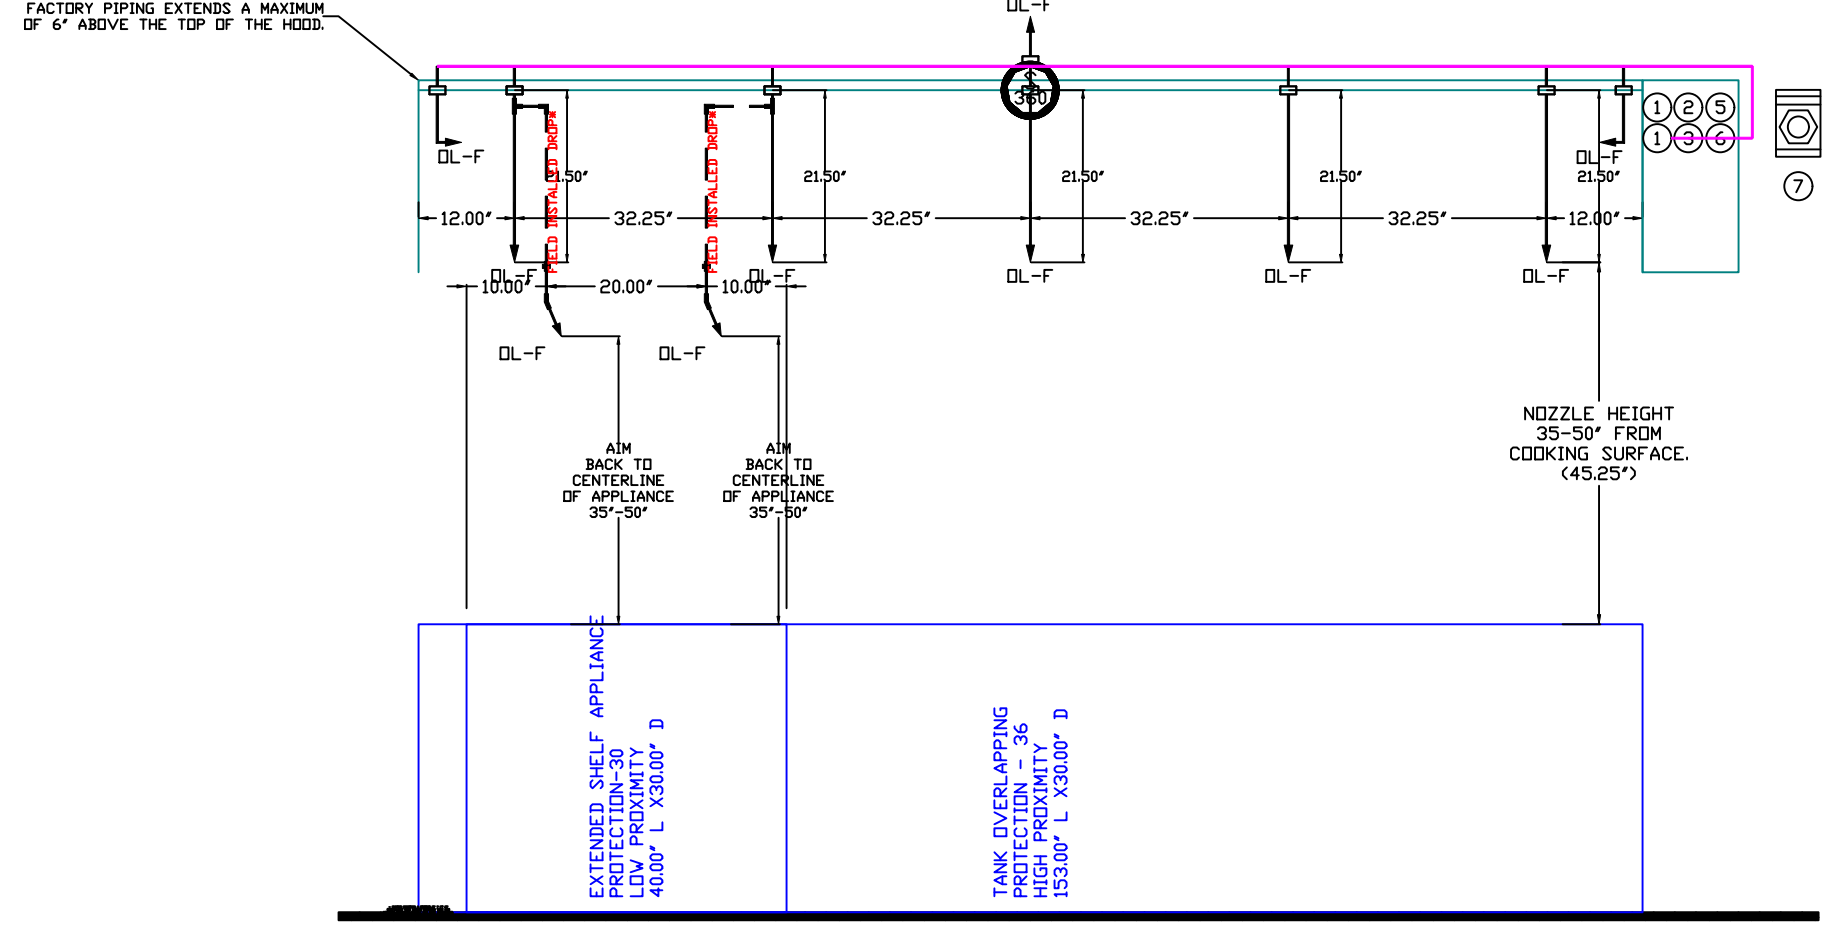 FACTORY PIPING EXTENDS A MAXIMUM
OF 6" ABOVE THE TOP OF THE HOOD.
OL-F
360
1 2 5
1 3 6
7
OL-F
OL-F
FIELD INSTALLED DROP*
FIELD INSTALLED DROP*
21.50"
21.50"
21.50"
21.50"
21.50"
12.00"
32.25"
32.25"
32.25"
32.25"
12.00"
OL-F
OL-F
OL-F
OL-F
OL-F
10.00"
20.00"
10.00"
OL-F
OL-F
AIM
BACK TO
CENTERLINE
OF APPLIANCE
35"-50"
AIM
BACK TO
CENTERLINE
OF APPLIANCE
35"-50"
NOZZLE HEIGHT
35-50" FROM
COOKING SURFACE.
(45.25")
EXTENDED SHELF APPLIANCE
PROTECTION-30
LOW PROXIMITY
40.00" L X30.00" D
TANK OVERLAPPING
PROTECTION - 36
HIGH PROXIMITY
153.00" L X30.00" D